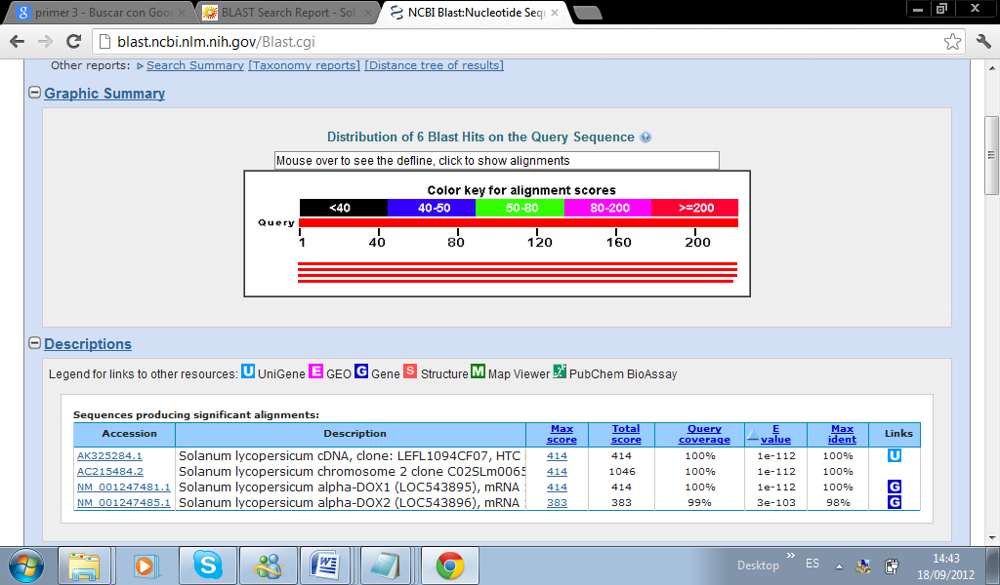 primer 3 - Buscar con Goo
BLAST Search Report - Sol
NCBI Blast:Nucleotide Sequ
blast.ncbi.nlm.nih.gov/Blast.cgi
Other reports: Search Summary [Taxonomy reports] [Distance tree of results]
Graphic Summary
Distribution of 6 Blast Hits on the Query Sequence
Mouse over to see the defline, click to show alignments
Color key for alignment scores
<40 40-50 50-80 80-200 >=200
Query
1 40 80 120 160 200
Descriptions
Legend for links to other resources: U UniGene E GEO G Gene S Structure M Map Viewer PubChem BioAssay
Sequences producing significant alignments:
Accession Description Max score Total score Query coverage E value Max ident Links
AK325284.1 Solanum lycopersicum cDNA, clone: LEFL1094CF07, HTC 414 414 100% 1e-112 100% U
AC215484.2 Solanum lycopersicum chromosome 2 clone C02SLm0065 414 1046 100% 1e-112 100%
NM_001247481.1 Solanum lycopersicum alpha-DOX1 (LOC543895), mRNA 414 414 100% 1e-112 100% G
NM_001247485.1 Solanum lycopersicum alpha-DOX2 (LOC543896), mRNA 383 383 99% 3e-103 98% G
Desktop » ES 14:43
18/09/2012